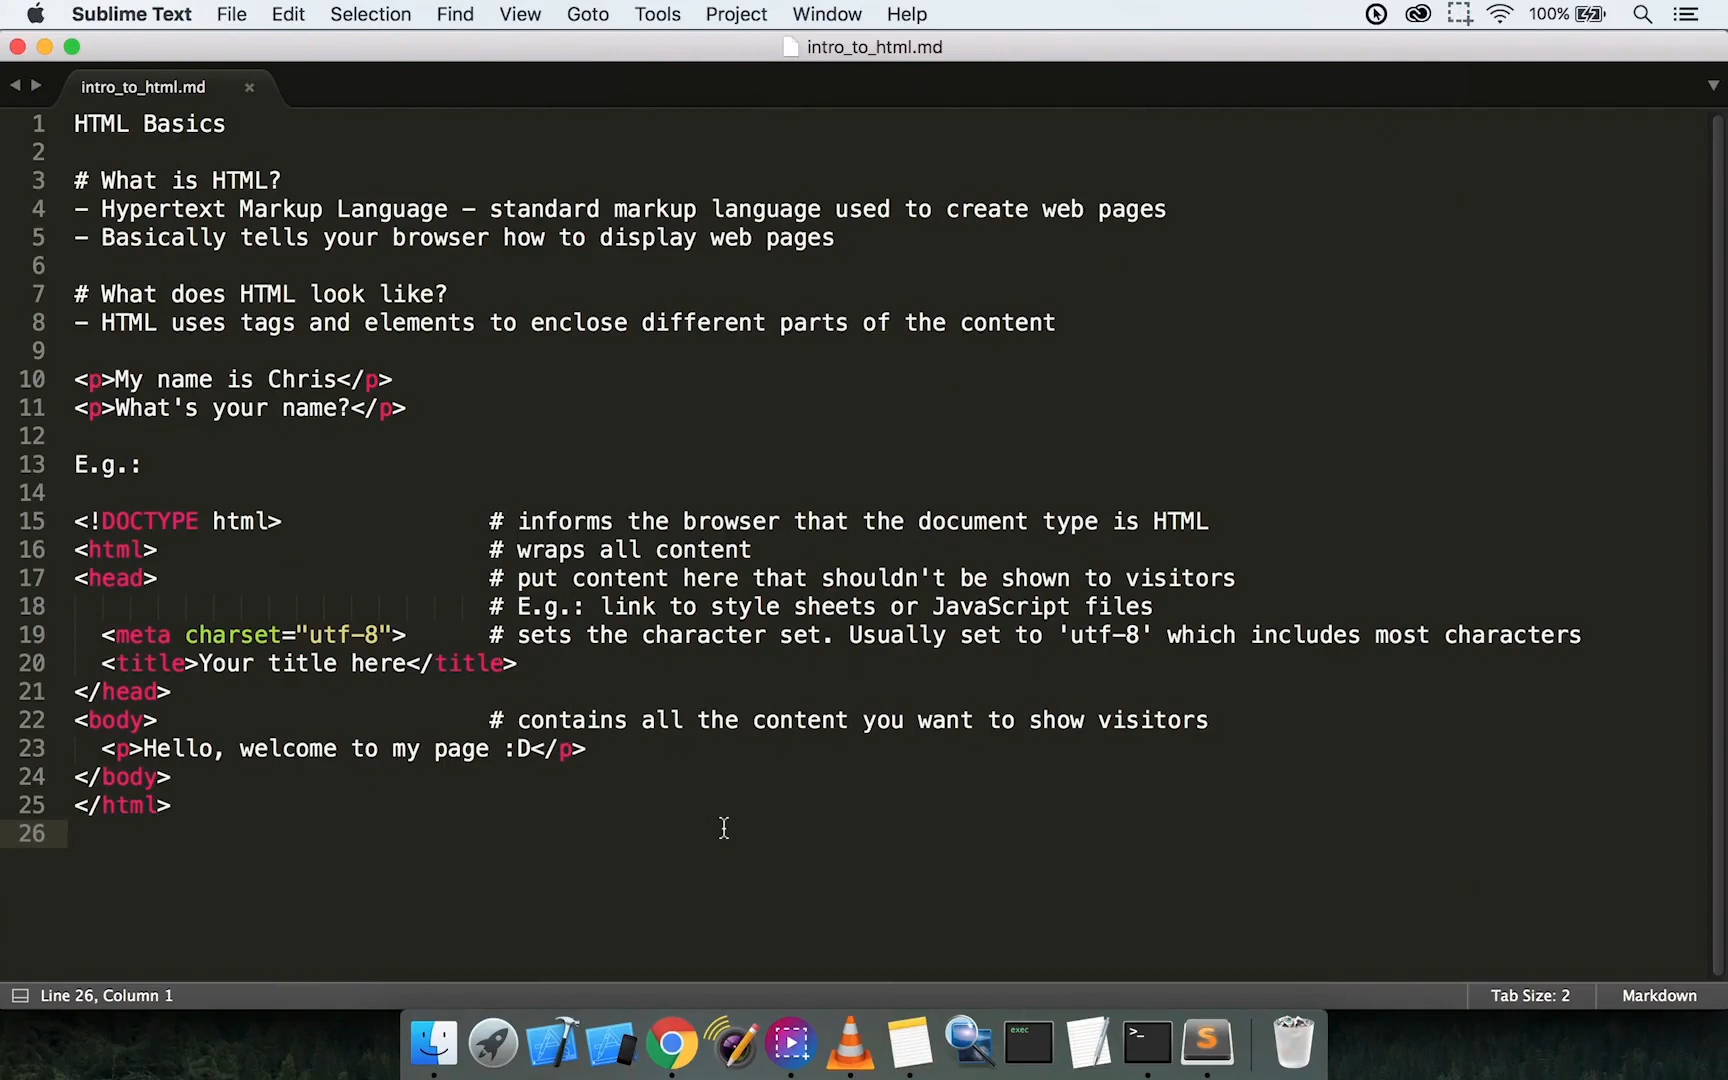 Sublime Text File Edit Selection Find View Goto Tools Project Window Help 100%
intro_to_html.md
intro_to_html.md
1 HTML Basics
2
3 # What is HTML?
4 - Hypertext Markup Language - standard markup language used to create web pages
5 - Basically tells your browser how to display web pages
6
7 # What does HTML look like?
8 - HTML uses tags and elements to enclose different parts of the content
9
10 <p>My name is Chris</p>
11 <p>What's your name?</p>
12
13 E.g.:
14
15 <!DOCTYPE html> # informs the browser that the document type is HTML
16 <html> # wraps all content
17 <head> # put content here that shouldn't be shown to visitors
18 # E.g.: link to style sheets or JavaScript files
19 <meta charset="utf-8"> # sets the character set. Usually set to 'utf-8' which includes most characters
20 <title>Your title here</title>
21 </head>
22 <body> # contains all the content you want to show visitors
23 <p>Hello, welcome to my page :D</p>
24 </body>
25 </html>
26
Line 26, Column 1 Tab Size: 2 Markdown
exec